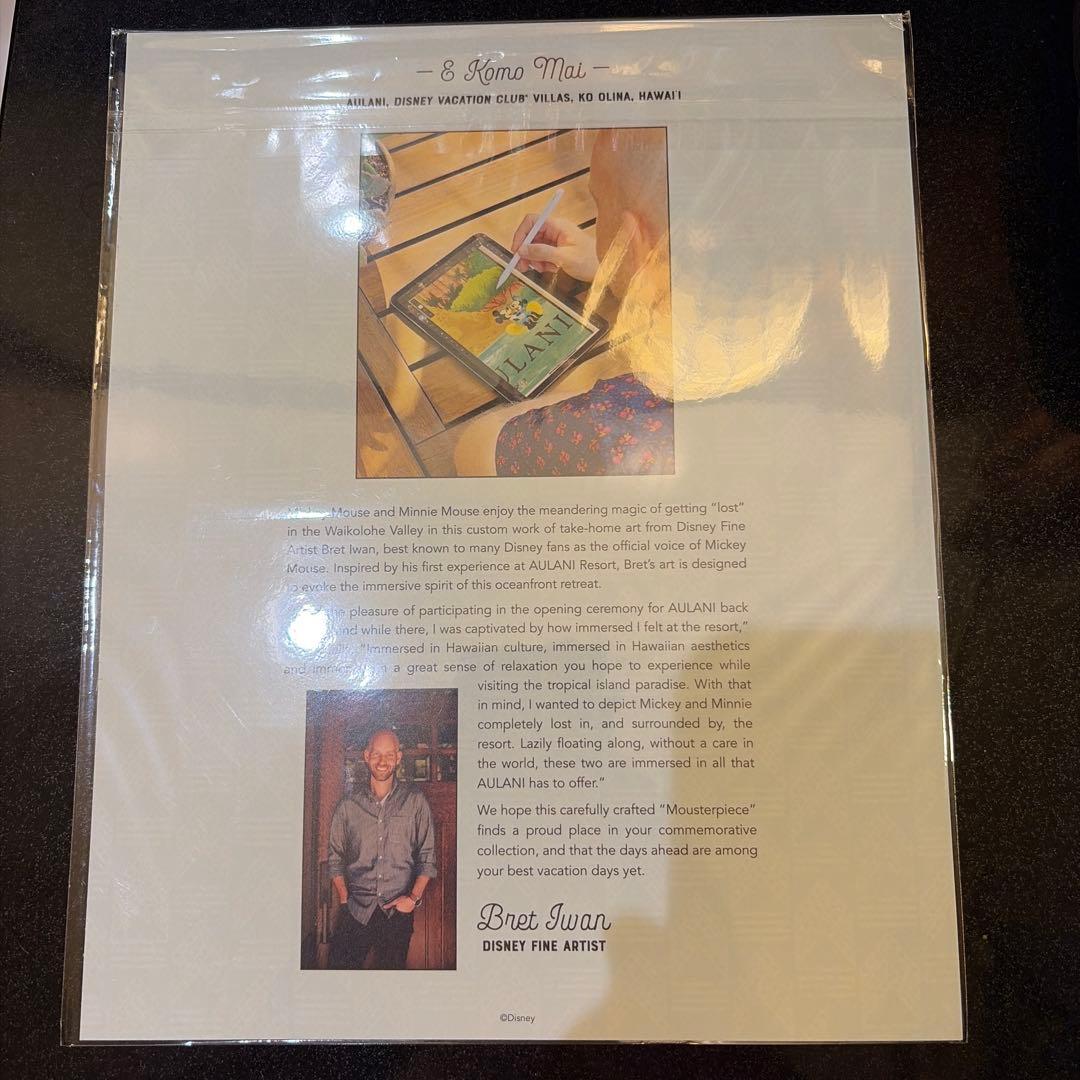 – E Komo Mai –
AULANI, DISNEY VACATION CLUB® VILLAS, KO OLINA, HAWAI'I
ULANI
Mouse and Minnie Mouse enjoy the meandering magic of getting “lost”
in the Waikolohe Valley in this custom work of take-home art from Disney Fine
Artist Bret Iwan, best known to many Disney fans as the official voice of Mickey
Mouse. Inspired by his first experience at AULANI Resort, Bret’s art is designed
to evoke the immersive spirit of this oceanfront retreat.
pleasure of participating in the opening ceremony for AULANI back
while there, I was captivated by how immersed I felt at the resort,”
“Immersed in Hawaiian culture, immersed in Hawaiian aesthetics
and a great sense of relaxation you hope to experience while
visiting the tropical island paradise. With that
in mind, I wanted to depict Mickey and Minnie
completely lost in, and surrounded by, the
resort. Lazily floating along, without a care in
the world, these two are immersed in all that
AULANI has to offer.”
We hope this carefully crafted “Mousterpiece”
finds a proud place in your commemorative
collection, and that the days ahead are among
your best vacation days yet.
Bret Iwan
DISNEY FINE ARTIST
©Disney